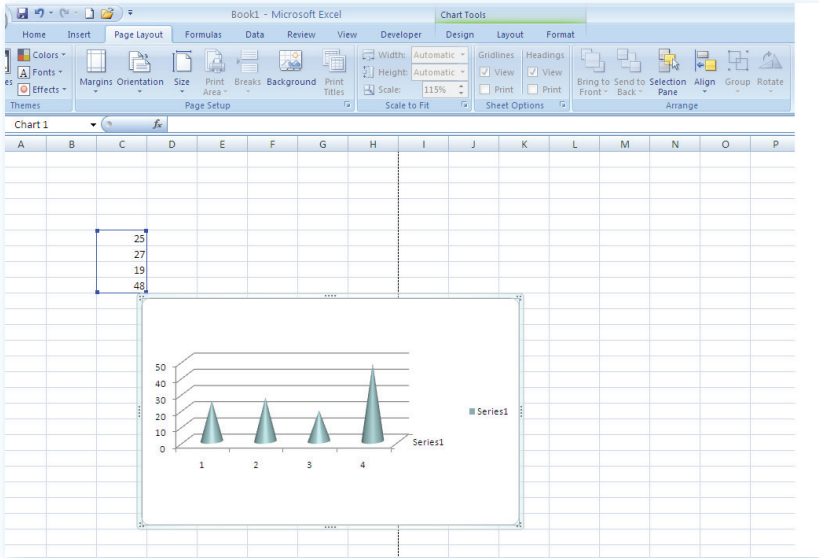 Book1 - Microsoft Excel Chart Tools
Home Insert Page Layout Formulas Data Review View Developer Design Layout Format
Colors
A Fonts
Effects
es
Themes
Margins Orientation Size Print Area Breaks Background Print Titles
Page Setup
Width: Automatic
Height: Automatic
Scale: 115%
Scale to Fit
Gridlines Headings
View View
Print Print
Sheet Options
Bring to Front Send to Back Selection Pane Align Group Rotate
Arrange
Chart 1 fx
A B C D E F G H I J K L M N O P
25
27
19
48
50
40
30
20
10
0
1 2 3 4
Series1
Series1